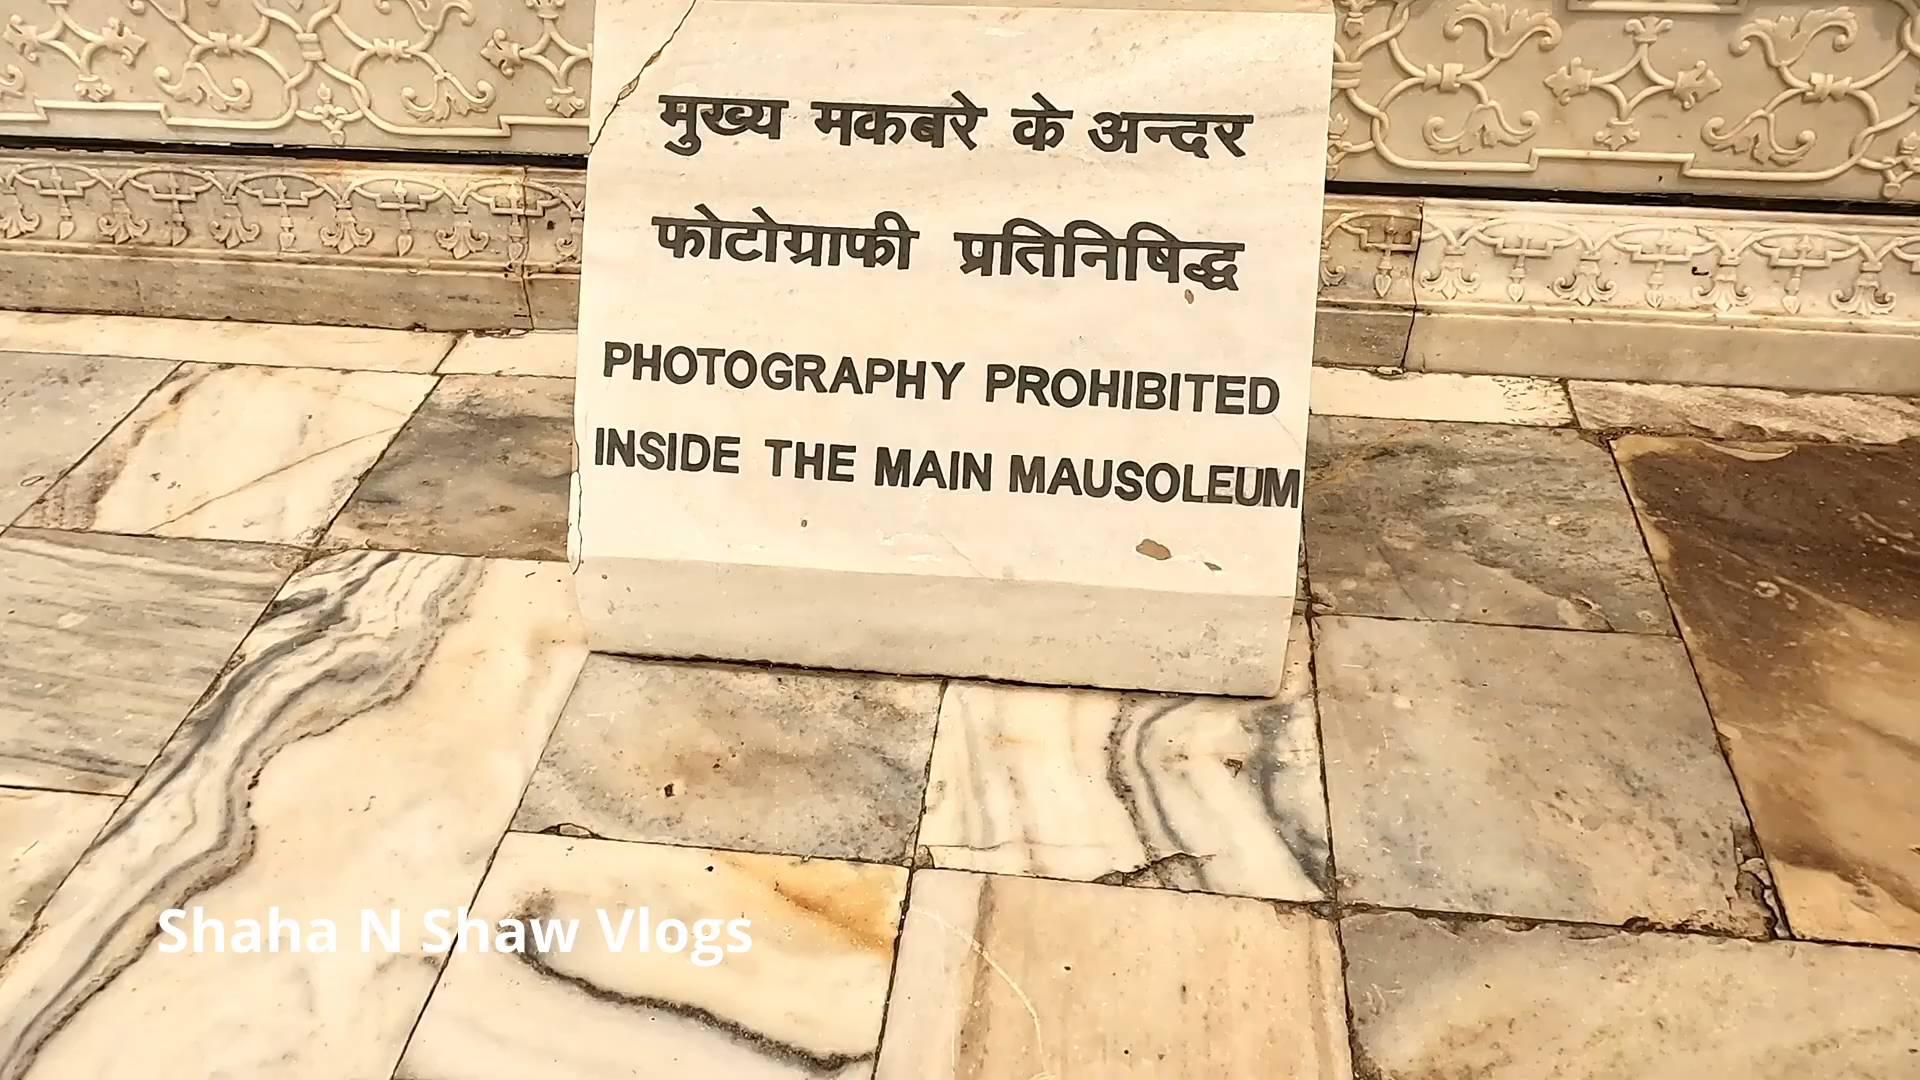 मुख्य मकबरे के अन्दर
फोटोग्राफी प्रतिनिषिद्ध
PHOTOGRAPHY PROHIBITED
INSIDE THE MAIN MAUSOLEUM
Shaha N Shaw Vlogs